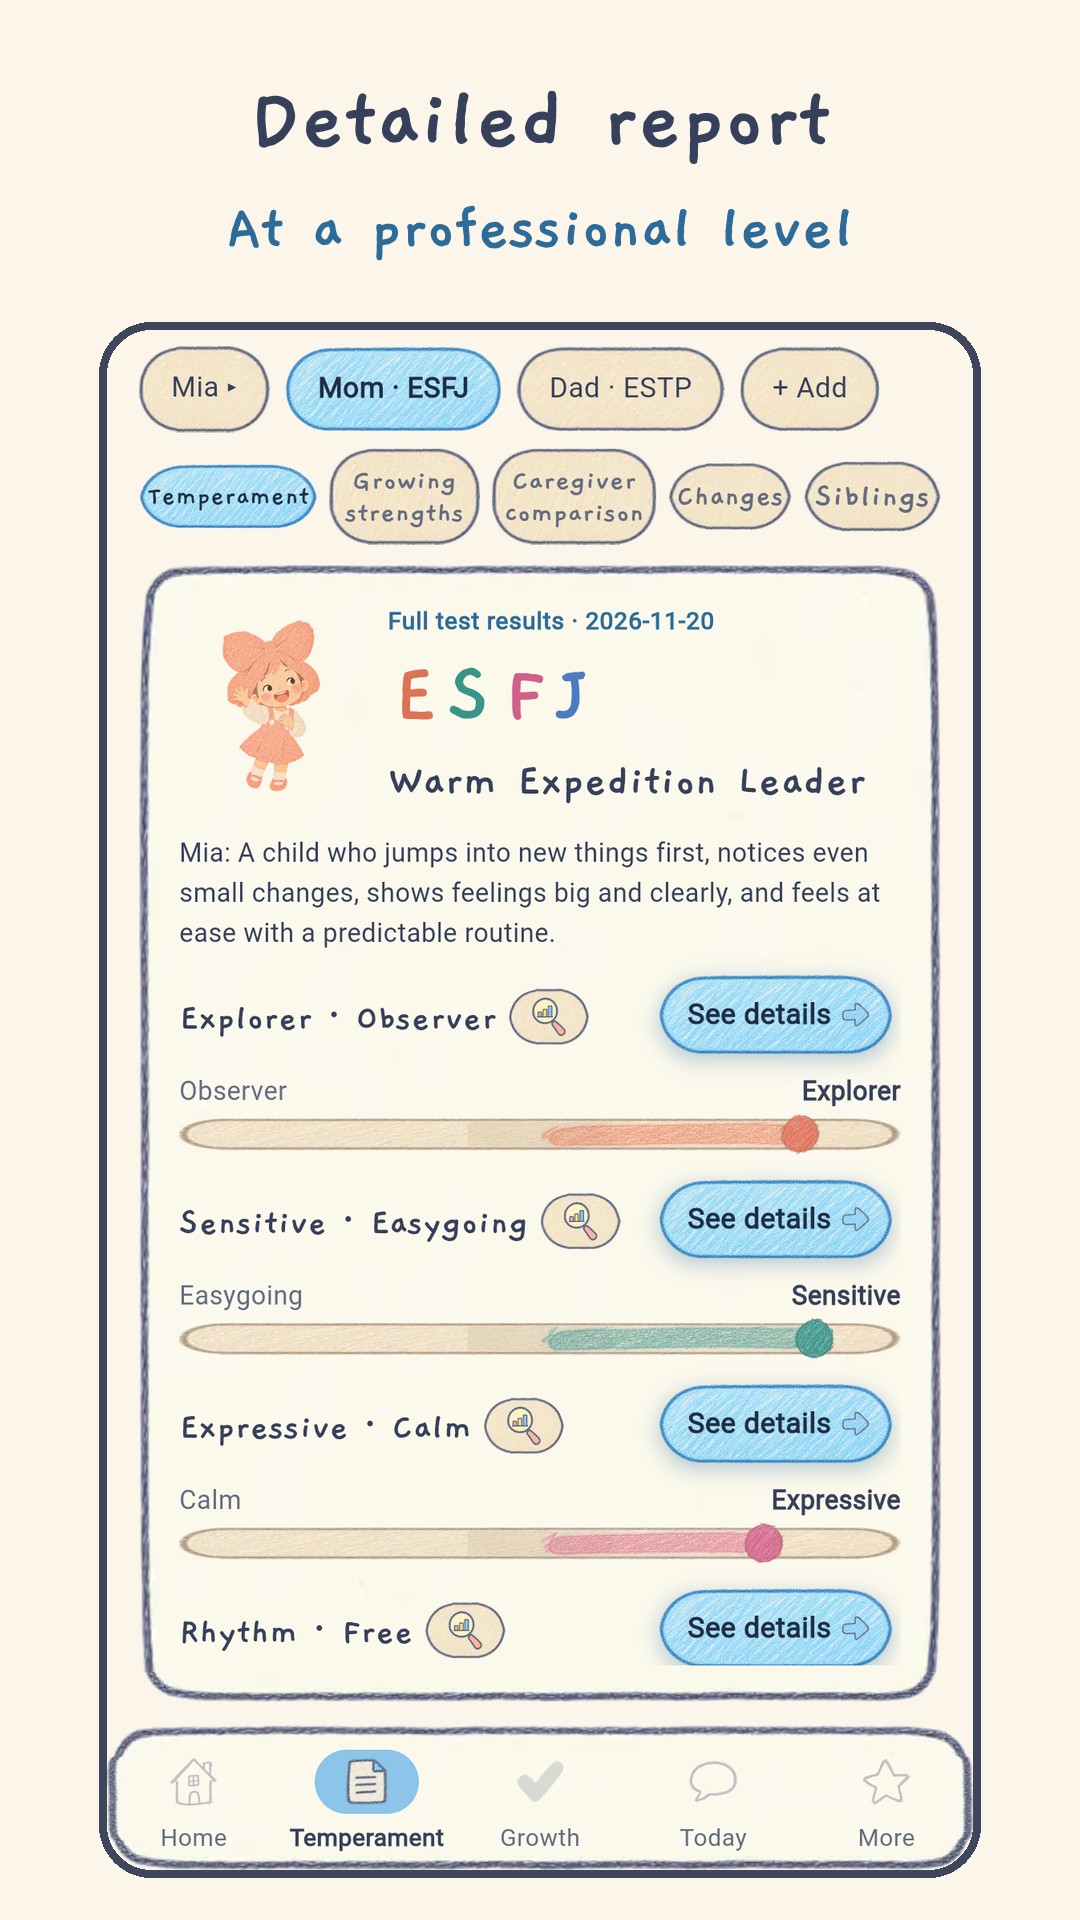 Detailed report
At a professional level
Mia ▸
Mom · ESFJ
Dad · ESTP
+ Add
Temperament
Growing
strengths
Caregiver
comparison
Changes
Siblings
Full test results · 2026-11-20
ESFJ
Warm Expedition Leader
Mia: A child who jumps into new things first, notices even
small changes, shows feelings big and clearly, and feels at
ease with a predictable routine.
Explorer · Observer
See details
Observer
Explorer
Sensitive · Easygoing
See details
Easygoing
Sensitive
Expressive · Calm
See details
Calm
Expressive
Rhythm · Free
See details
Home
Temperament
Growth
Today
More